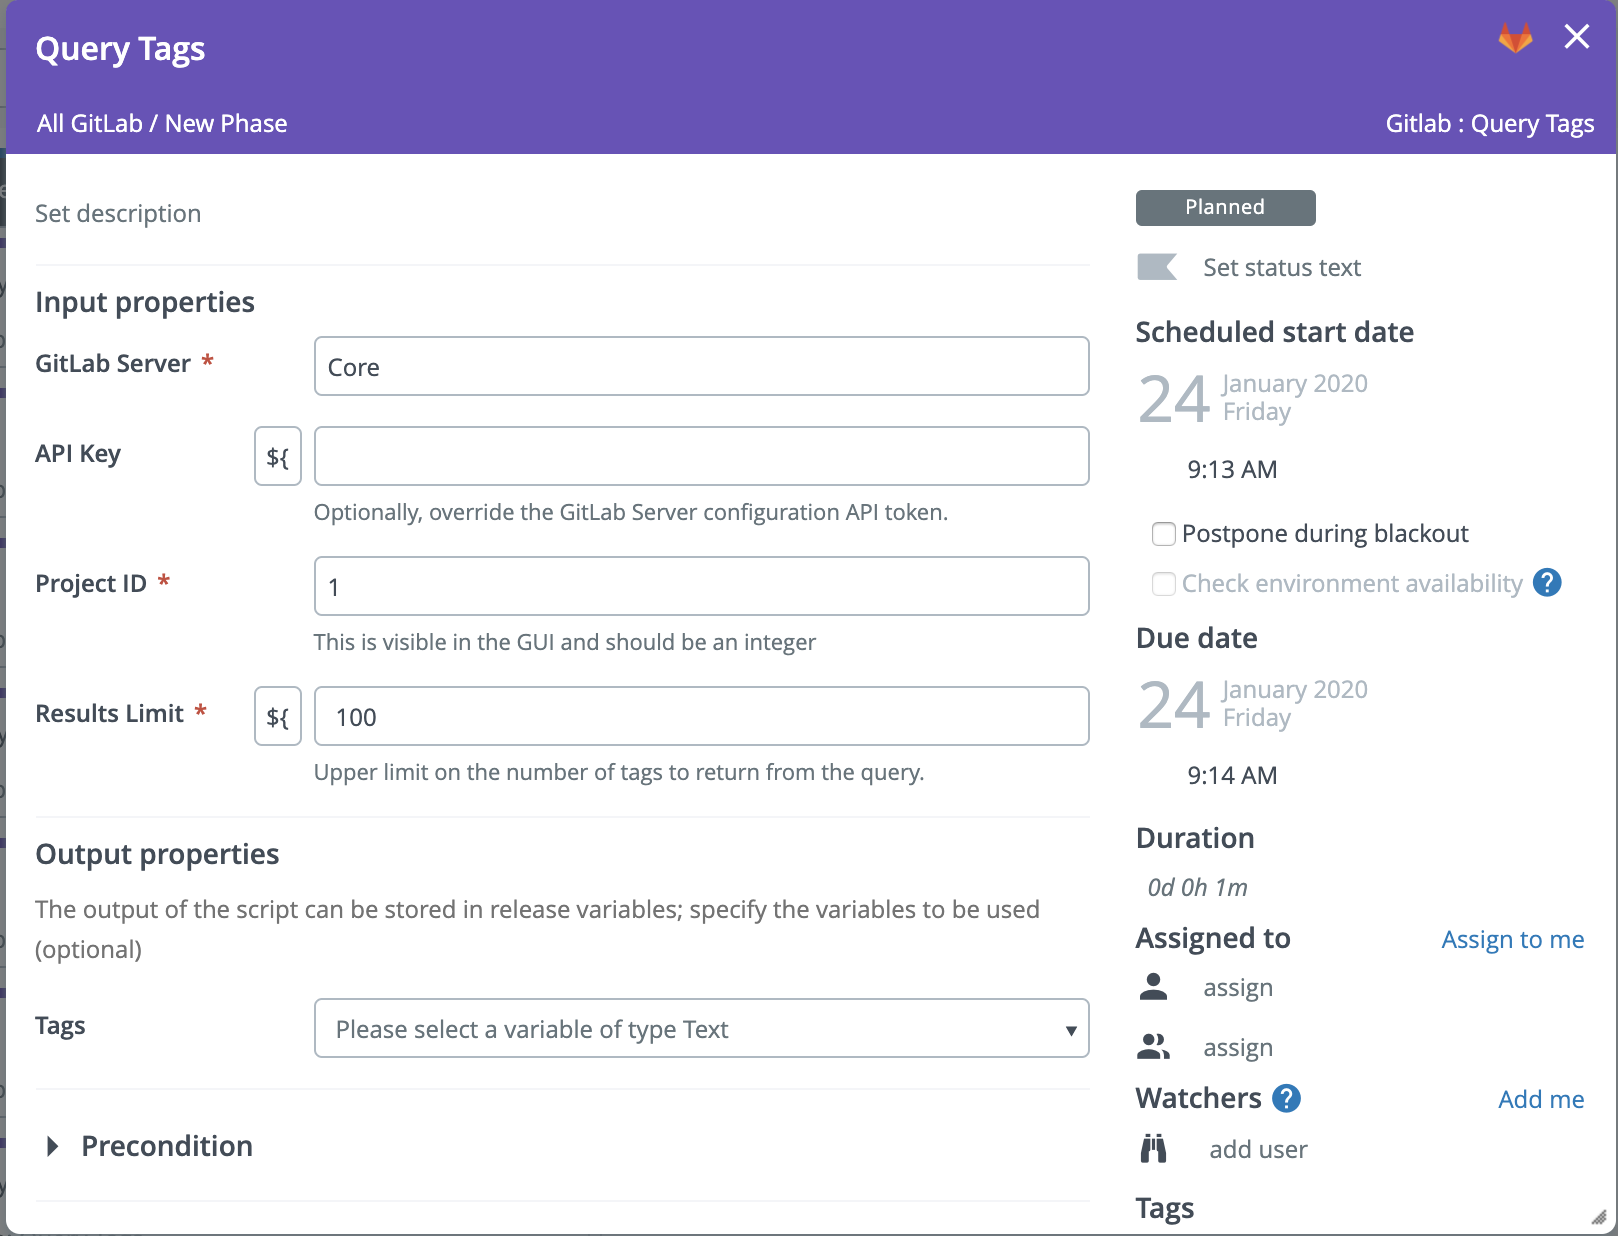 Query Tags
All GitLab / New Phase
Gitlab : Query Tags
Set description
Input properties
GitLab Server *
Core
API Key
${
Optionally, override the GitLab Server configuration API token.
Project ID *
1
This is visible in the GUI and should be an integer
Results Limit *
${
100
Upper limit on the number of tags to return from the query.
Output properties
The output of the script can be stored in release variables; specify the variables to be used
(optional)
Tags
Please select a variable of type Text
Precondition
Planned
Set status text
Scheduled start date
24
January 2020
Friday
9:13 AM
Postpone during blackout
Check environment availability ?
Due date
24
January 2020
Friday
9:14 AM
Duration
0d 0h 1m
Assigned to
Assign to me
assign
assign
Watchers ?
Add me
add user
Tags